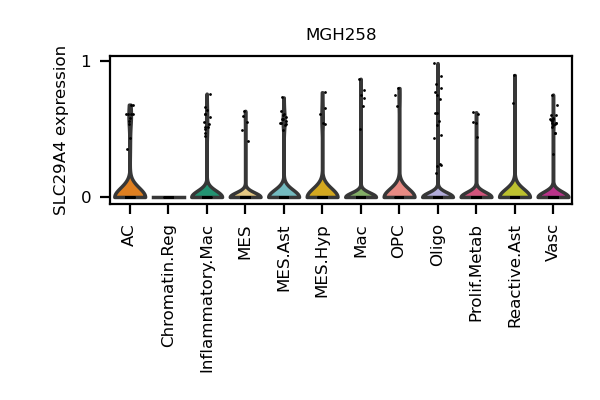 MGH258
SLC29A4 expression
1
0
AC
Chromatin.Reg
Inflammatory.Mac
MES
MES.Ast
MES.Hyp
Mac
OPC
Oligo
Prolif.Metab
Reactive.Ast
Vasc